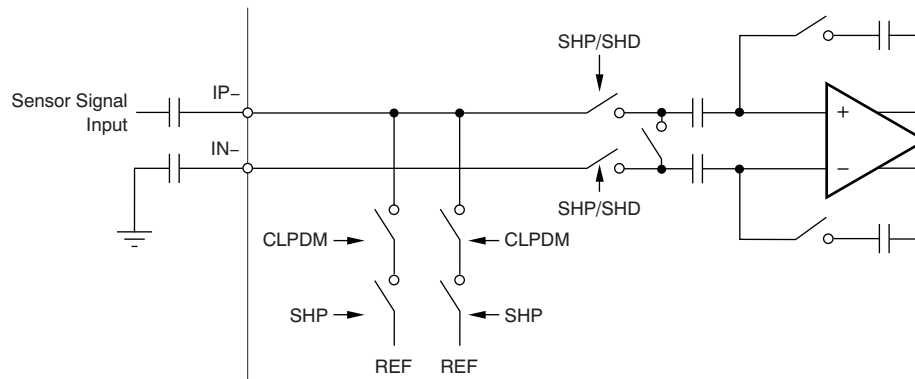 SHP/SHD
IP–
Sensor Signal
Input
+
IN–
−
SHP/SHD
CLPDM
CLPDM
SHP
SHP
REF
REF